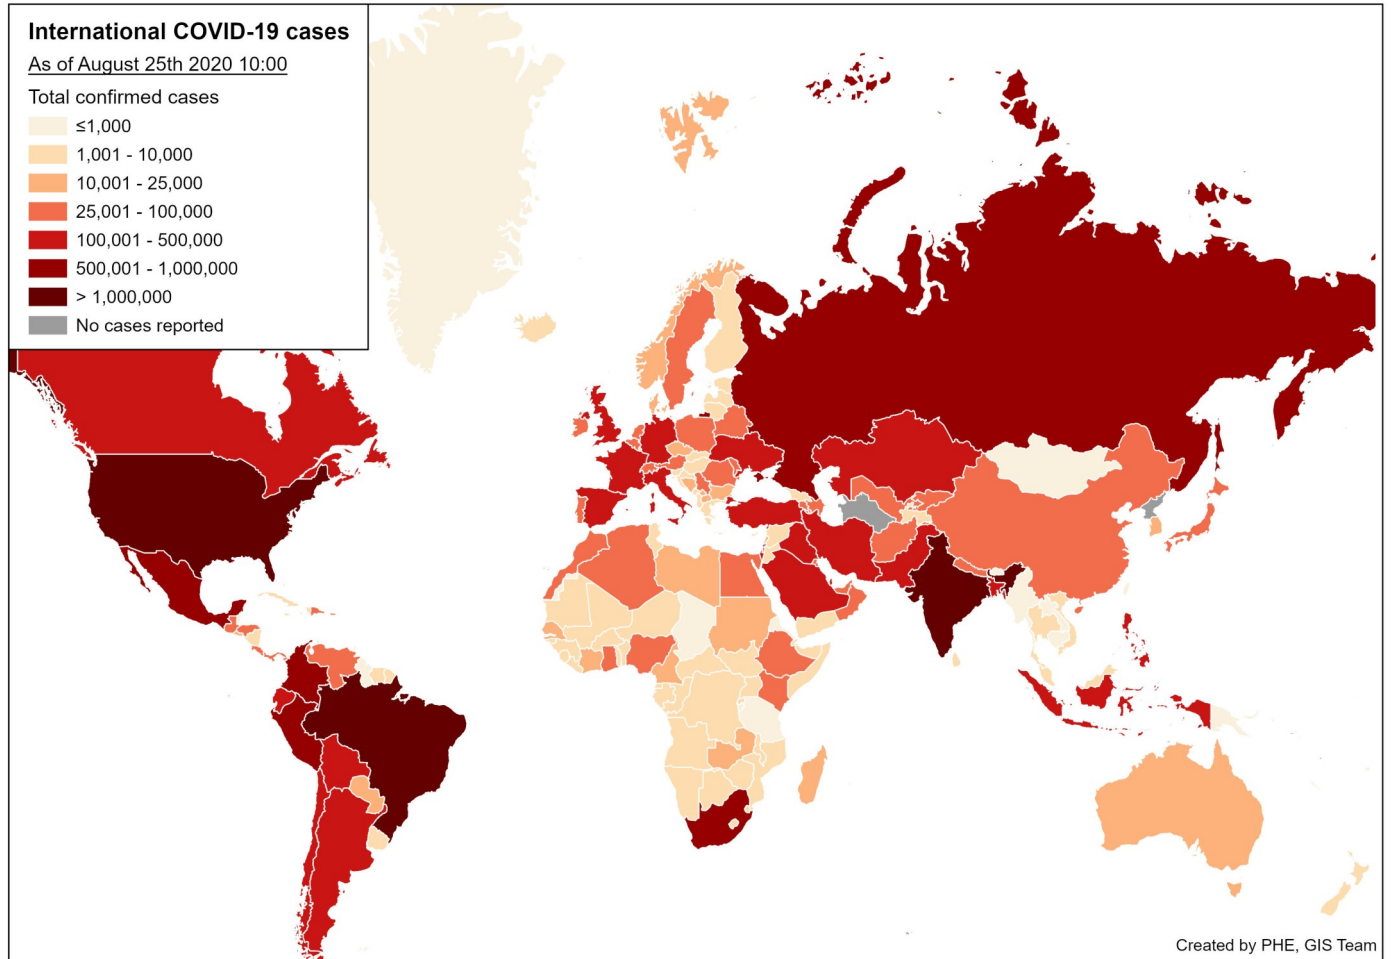 International COVID-19 cases
As of August 25th 2020 10:00
Total confirmed cases
≤1,000
1,001 - 10,000
10,001 - 25,000
25,001 - 100,000
100,001 - 500,000
500,001 - 1,000,000
> 1,000,000
No cases reported
Created by PHE, GIS Team